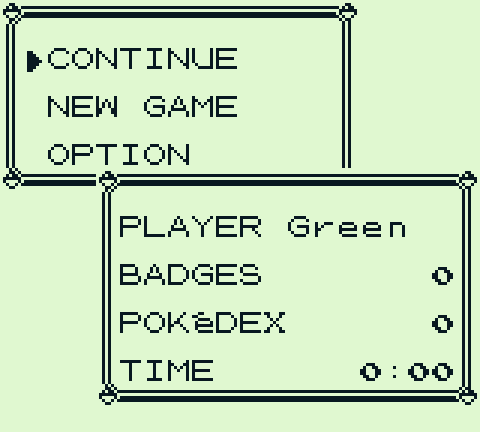 ▶CONTINUE
NEW GAME
OPTION
PLAYER Green
BADGES 0
POKéDEX 0
TIME 0:00